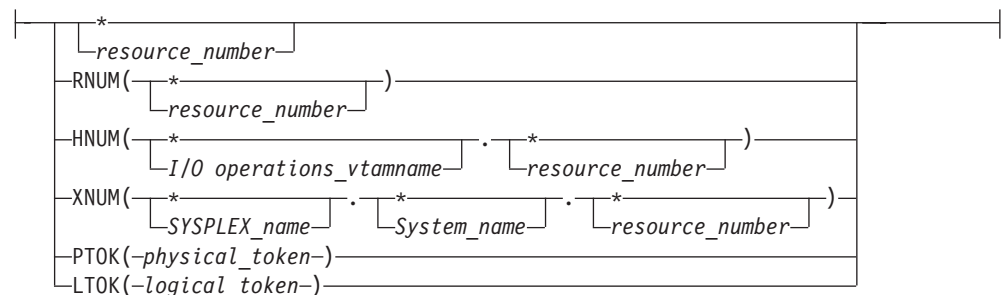 *
resource_number
RNUM( * )
resource_number
HNUM( * . * )
I/O operations_vtamname resource_number
XNUM( * . * . * )
SYSPLEX_name System_name resource_number
PTOK(physical_token)
LTOK(logical_token)